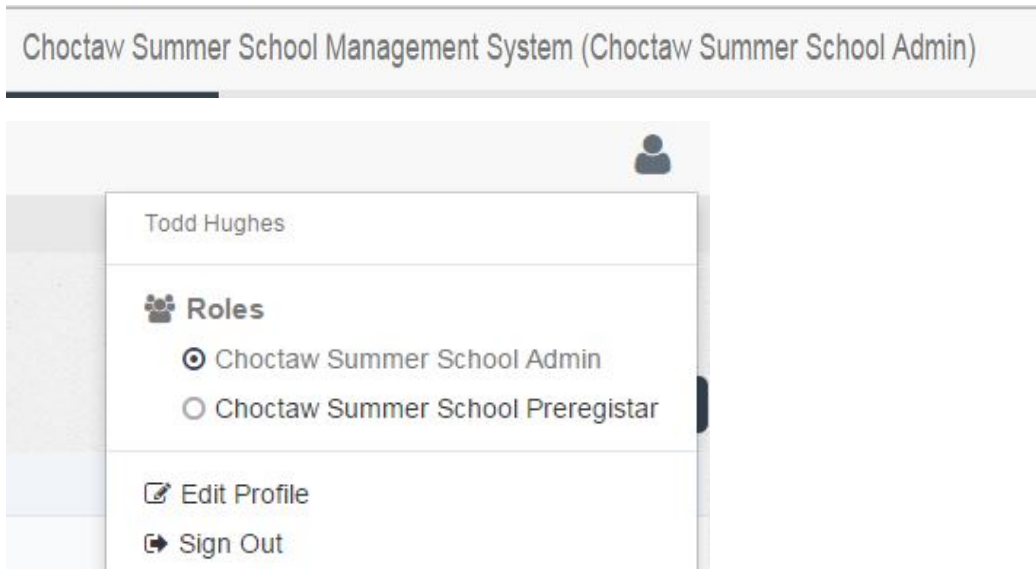 Choctaw Summer School Management System (Choctaw Summer School Admin)
Todd Hughes
Roles
Choctaw Summer School Admin
Choctaw Summer School Preregistar
Edit Profile
Sign Out